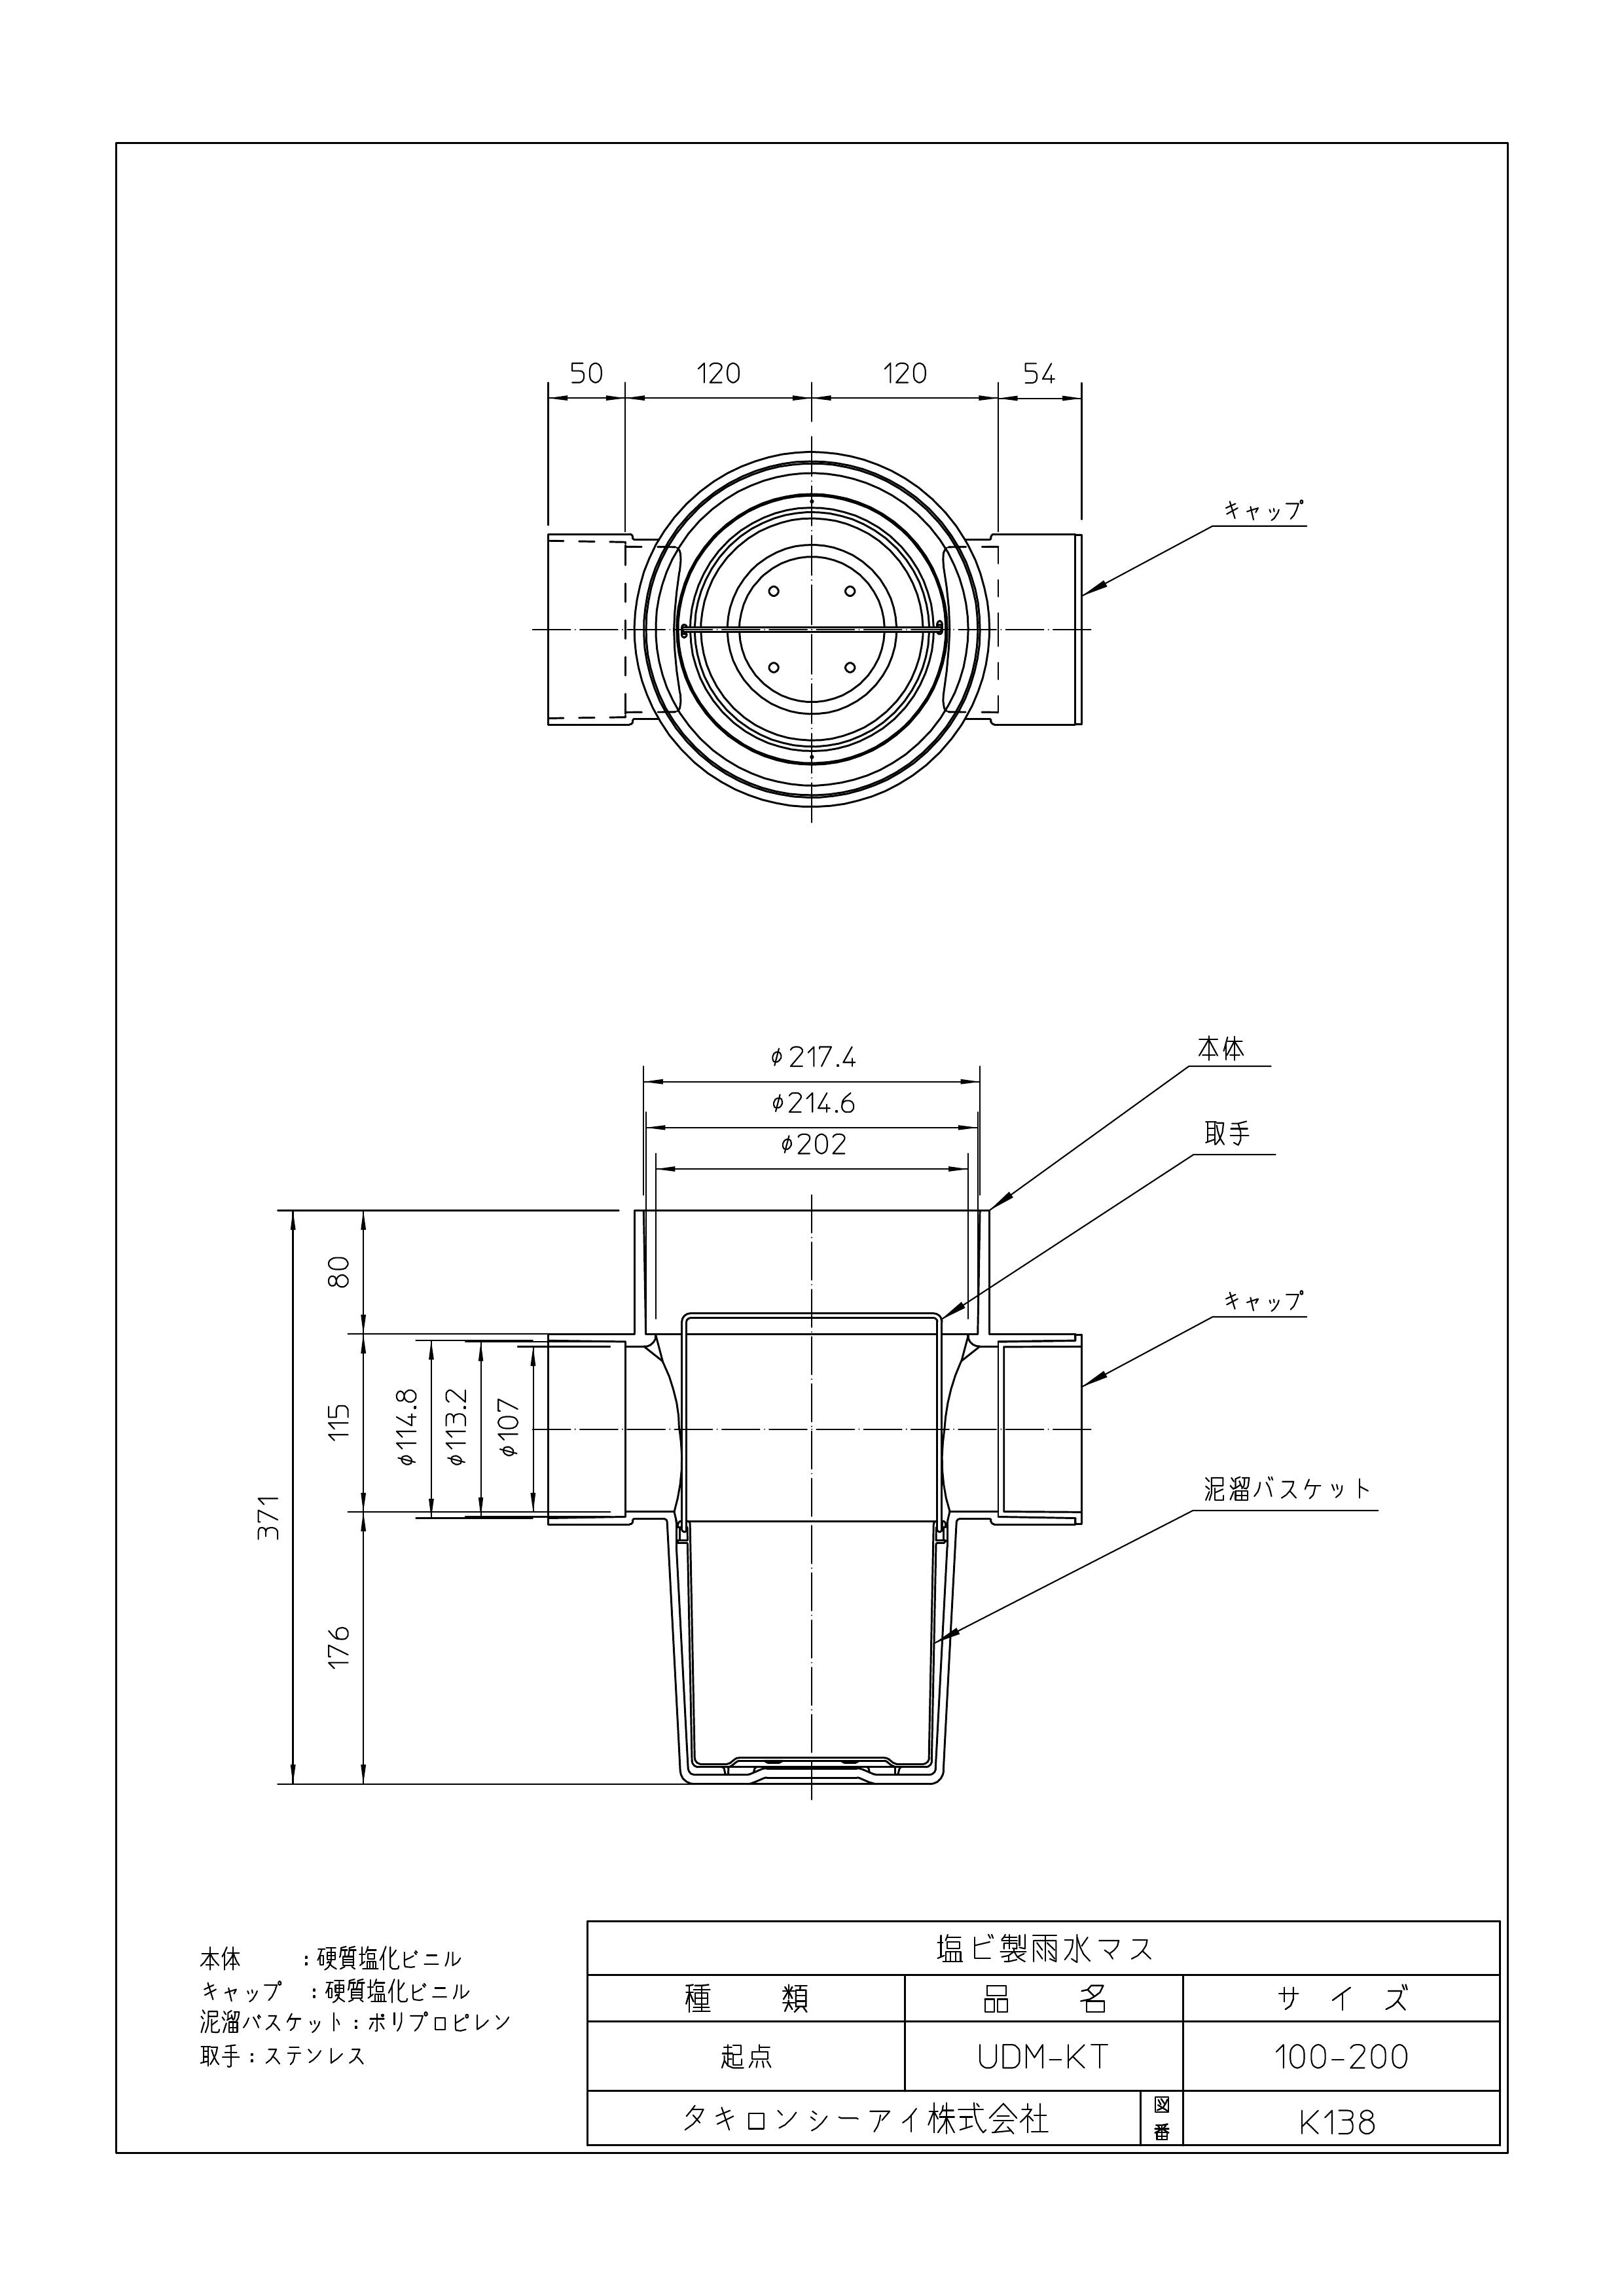 50 120 120 54
キャップ
φ217.4
φ214.6
φ202
本体
取手
キャップ
泥溜バスケット
371
80
115
176
φ114.8
φ113.2
φ107
本体 :硬質塩化ビニル
キャップ :硬質塩化ビニル
泥溜バスケット:ポリプロピレン
取手:ステンレス
塩ビ製雨水マス
種 類 品 名 サ イ ズ
起点 UDM-KT 100-200
タキロンシーアイ株式会社 図番 K138